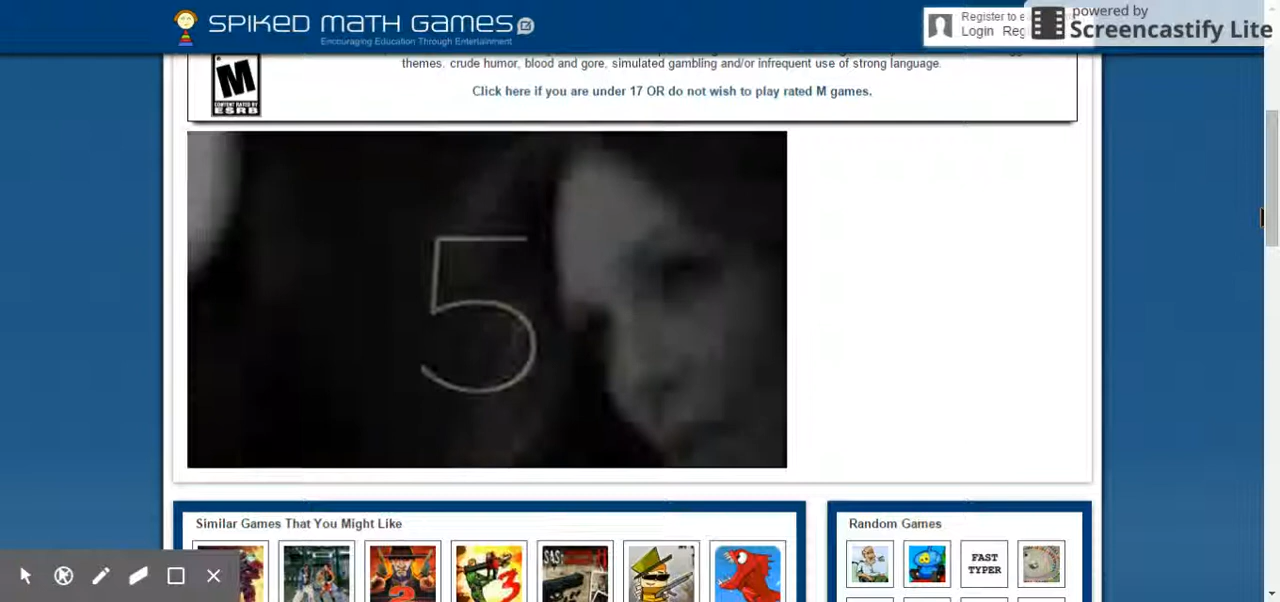 SPIKED MATH GAMES
Encouraging Education Through Entertainment
Register to e
Login Reg
powered by
Screencastify Lite
themes, crude humor, blood and gore, simulated gambling and/or infrequent use of strong language.
M
CONTENT RATED BY
ESRB
Click here if you are under 17 OR do not wish to play rated M games.
5
Similar Games That You Might Like
Random Games
2
3
SAS
FAST
TYPER